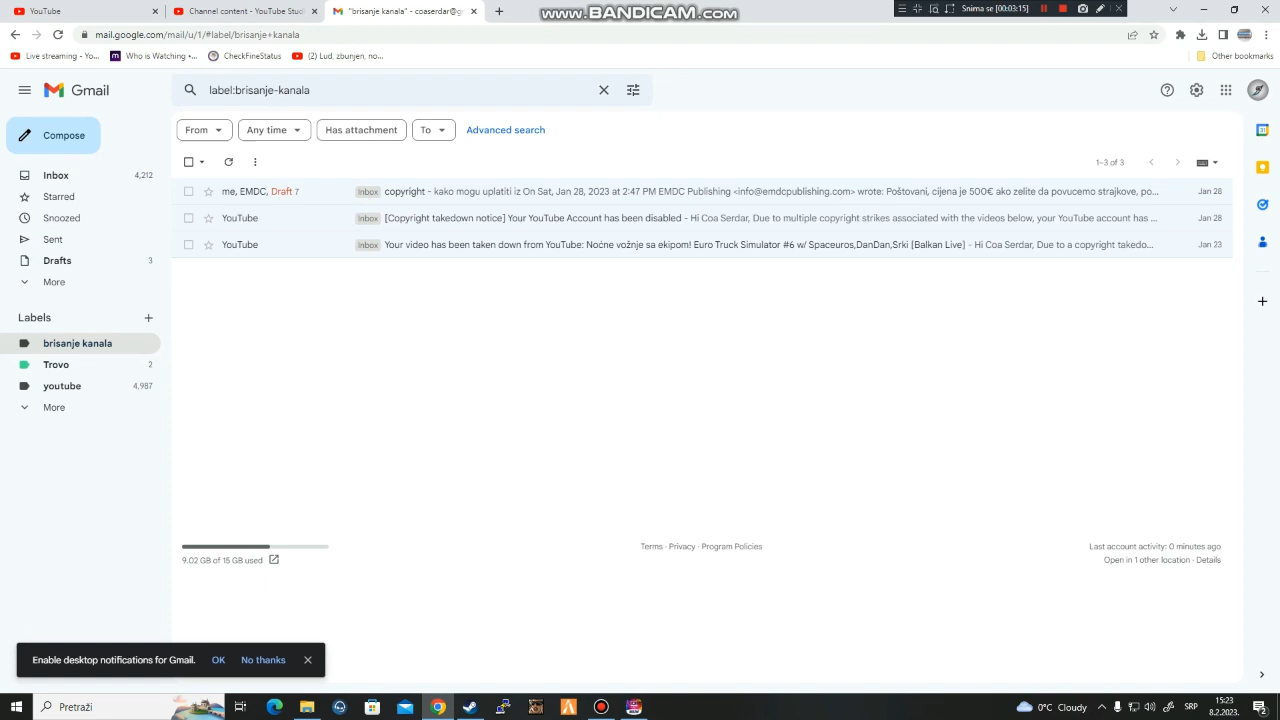 YouTube
Channel content - YouTube Studi
"brisanje kanala" - coaserdar@g
www.BANDICAM.com
Snima se [00:03:15]
mail.google.com/mail/u/1/#label/brisanje+kanala
Live streaming - Yo...
Who is Watching •...
CheckFineStatus
(2) Lud, zbunjen, no...
Other bookmarks
Gmail
label:brisanje-kanala
Compose
From
Any time
Has attachment
To
Advanced search
1–3 of 3
Inbox 4,212
Starred
Snoozed
Sent
Drafts 3
More
Labels
brisanje kanala
Trovo 2
youtube 4,987
More
me, EMDC, Draft 7 Inbox copyright - kako mogu uplatiti iz On Sat, Jan 28, 2023 at 2:47 PM EMDC Publishing <info@emdcpublishing.com> wrote: Poštovani, cijena je 500€ ako zelite da povucemo strajkove, po... Jan 28
YouTube Inbox [Copyright takedown notice] Your YouTube Account has been disabled - Hi Coa Serdar, Due to multiple copyright strikes associated with the videos below, your YouTube account has ... Jan 28
YouTube Inbox Your video has been taken down from YouTube: Noćne vožnje sa ekipom! Euro Truck Simulator #6 w/ Spaceuros,DanDan,Srki [Balkan Live] - Hi Coa Serdar, Due to a copyright takedo... Jan 23
9.02 GB of 15 GB used
Terms · Privacy · Program Policies
Last account activity: 0 minutes ago
Open in 1 other location · Details
Enable desktop notifications for Gmail. OK No thanks
Pretraži
0°C Cloudy
SRP
15:23
8.2.2023.
2